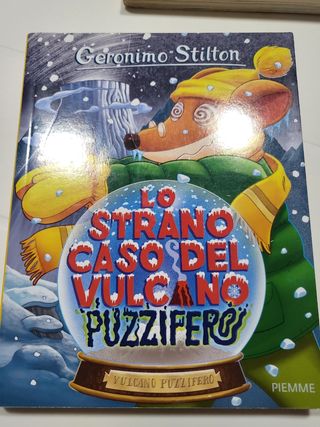 Geronimo Stilton
LO
STRANO
CASO DEL
VULCANO
PUZZIFERO
VULCANO PUZZIFERO
PIEMME